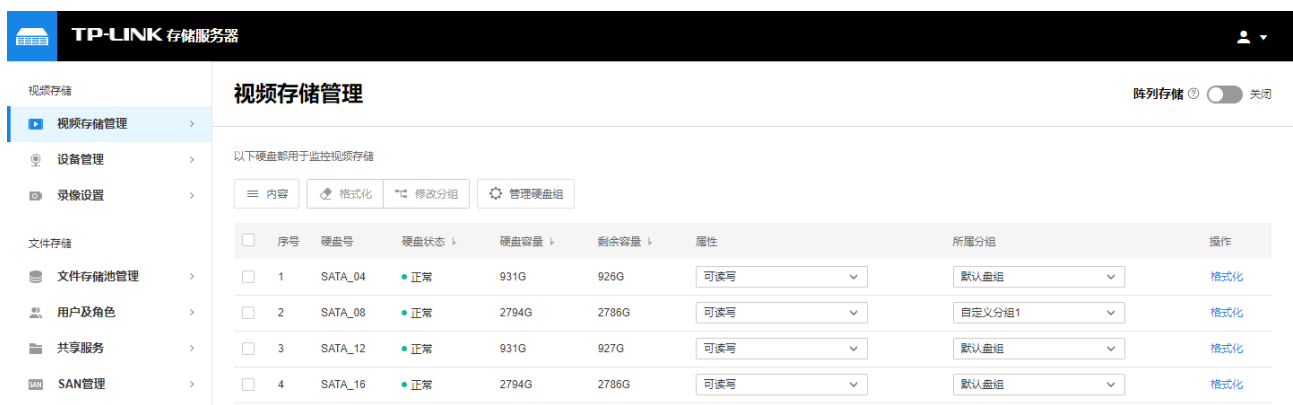 TP-LINK 存储服务器
视频存储
视频存储管理
设备管理
录像设置
文件存储
文件存储池管理
用户及角色
共享服务
SAN SAN管理
视频存储管理
阵列存储 ? 关闭
以下硬盘都用于监控视频存储
内容 格式化 修改分组 管理硬盘组
序号 硬盘号 硬盘状态 硬盘容量 剩余容量 属性 所属分组 操作
1 SATA_04 正常 931G 926G 可读写 默认盘组 格式化
2 SATA_08 正常 2794G 2786G 可读写 自定义分组1 格式化
3 SATA_12 正常 931G 927G 可读写 默认盘组 格式化
4 SATA_16 正常 2794G 2786G 可读写 默认盘组 格式化